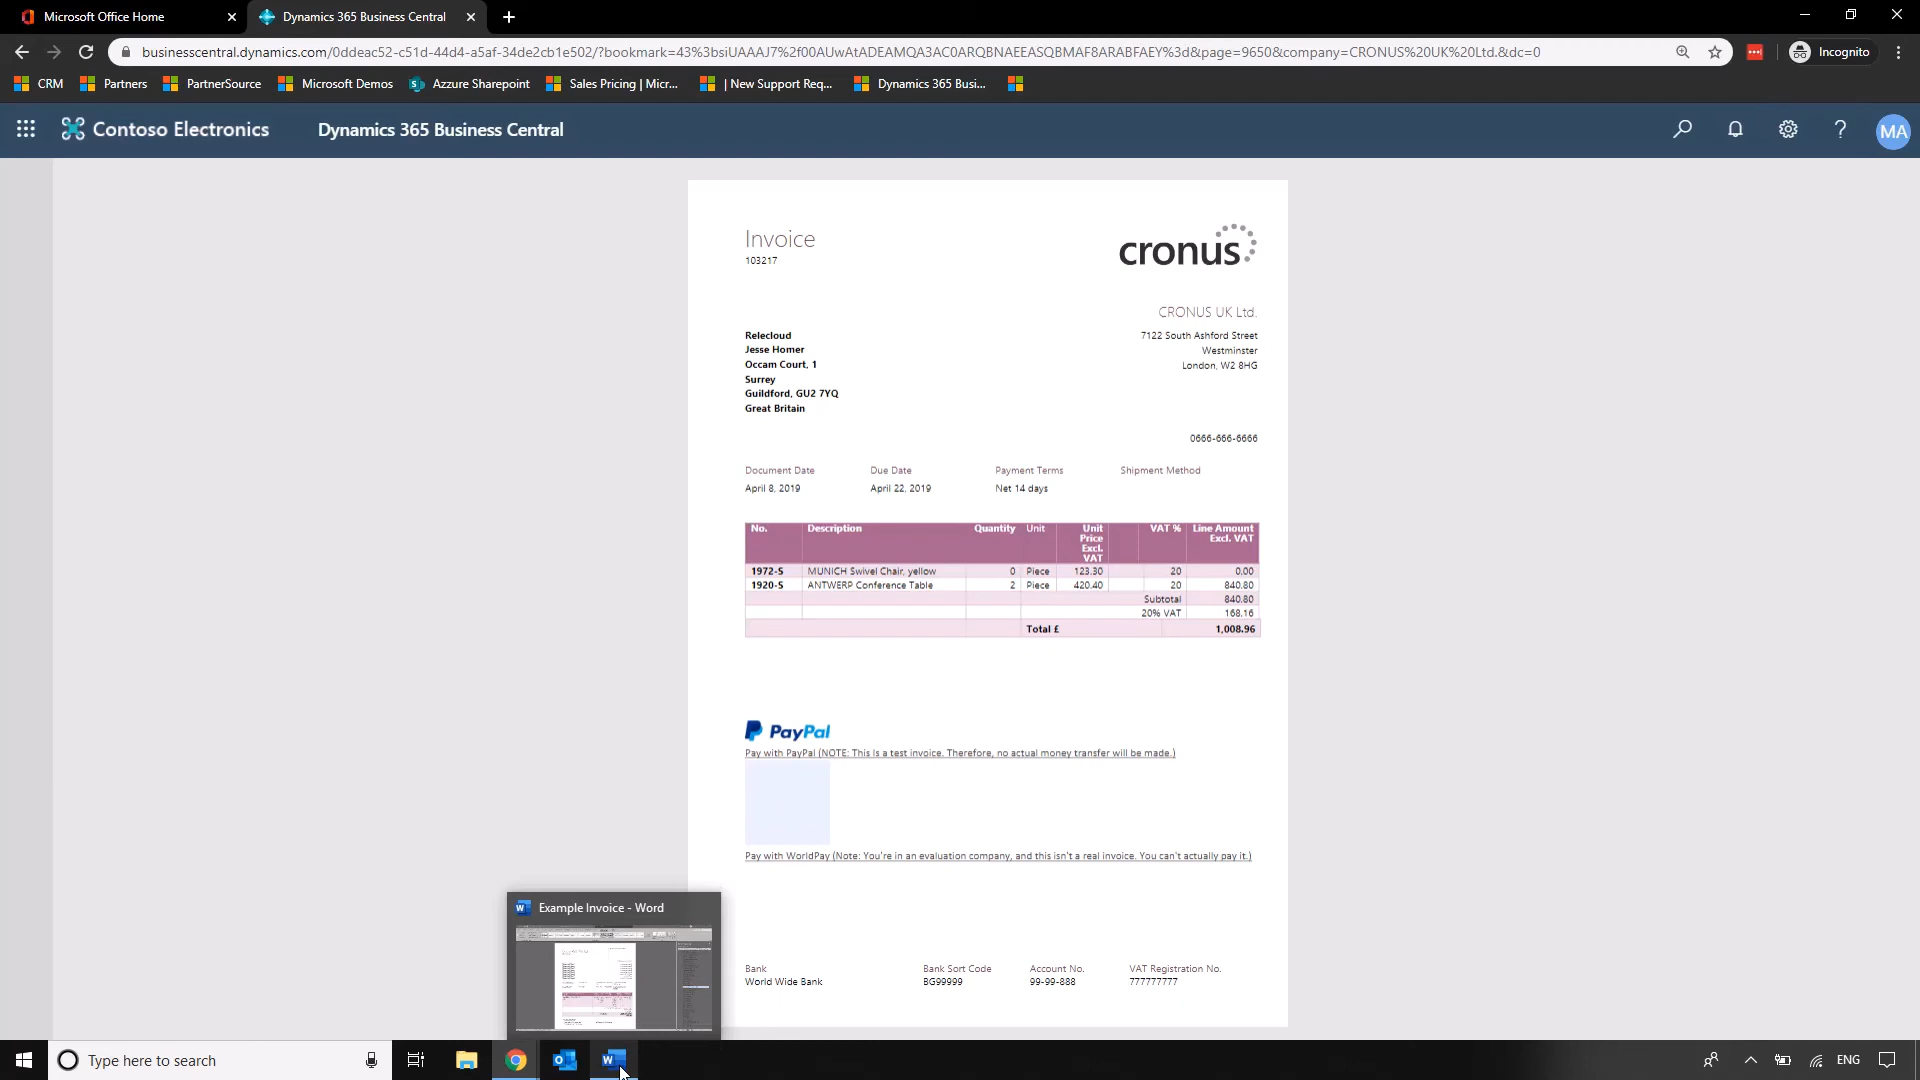 Microsoft Office Home
Dynamics 365 Business Central
businesscentral.dynamics.com/0ddeac52-c51d-44d4-a5af-34de2cb1e502/?bookmark=43%3bsiUAAAJ7%2f00AUwAtADEAMQA3AC0ARQBNAEEASQBMAF8ARABFAEY%3d&page=9650&company=CRONUS%20UK%20Ltd.&dc=0
Incognito
CRM
Partners
PartnerSource
Microsoft Demos
Azzure Sharepoint
Sales Pricing | Micr...
| New Support Req...
Dynamics 365 Busi...
Contoso Electronics
Dynamics 365 Business Central
MA
Invoice
103217
cronus
CRONUS UK Ltd.
Relecloud
Jesse Homer
Occam Court, 1
Surrey
Guildford, GU2 7YQ
Great Britain
7122 South Ashford Street
Westminster
London, W2 8HG
0666-666-6666
Document Date Due Date Payment Terms Shipment Method
April 8, 2019 April 22, 2019 Net 14 days
No. Description Quantity Unit Unit Price Excl. VAT VAT % Line Amount Excl. VAT
1972-S MUNICH Swivel Chair, yellow 0 Piece 123.30 20 0.00
1920-S ANTWERP Conference Table 2 Piece 420.40 20 840.80
Subtotal 840.80
20% VAT 168.16
Total £ 1,008.96
PayPal
Pay with PayPal (NOTE: This is a test invoice. Therefore, no actual money transfer will be made.)
Pay with WorldPay (Note: You're in an evaluation company, and this isn't a real invoice. You can't actually pay it.)
Example Invoice - Word
Bank Bank Sort Code Account No. VAT Registration No.
World Wide Bank BG99999 99-99-888 777777777
Type here to search
ENG